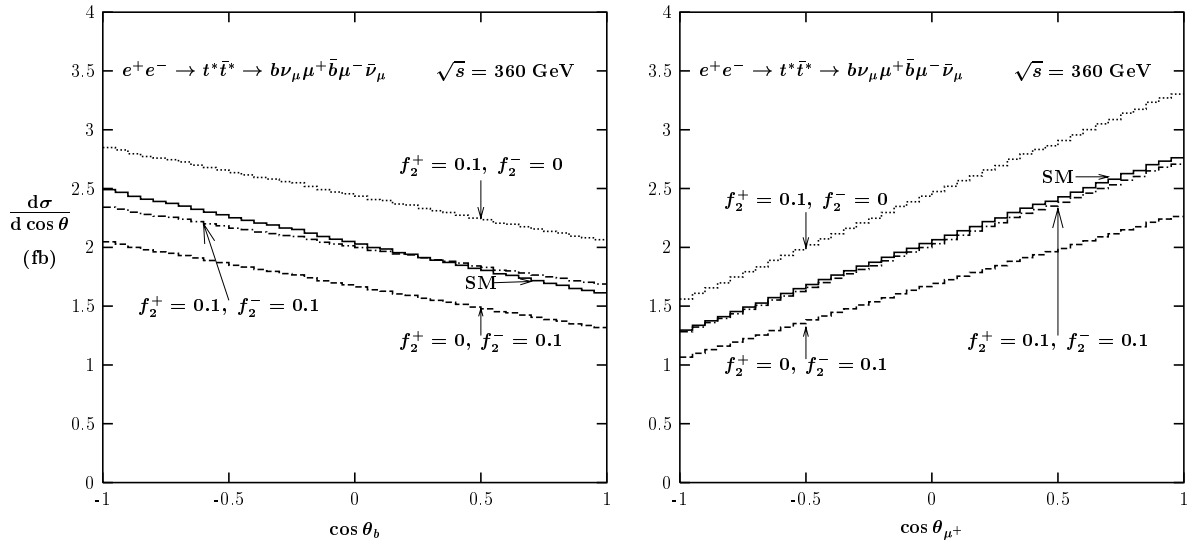 4
3.5
3
2.5
2
1.5
1
0.5
0
dσ
d cos θ
(fb)
e⁺e⁻ → t*t̄* → bν_μμ⁺b̄μ⁻ν̄_μ √s = 360 GeV
f₂⁺ = 0.1, f₂⁻ = 0
SM
f₂⁺ = 0.1, f₂⁻ = 0.1
f₂⁺ = 0, f₂⁻ = 0.1
-1 -0.5 0 0.5 1
cos θ_b
4
3.5
3
2.5
2
1.5
1
0.5
0
e⁺e⁻ → t*t̄* → bν_μμ⁺b̄μ⁻ν̄_μ √s = 360 GeV
SM
f₂⁺ = 0.1, f₂⁻ = 0
f₂⁺ = 0.1, f₂⁻ = 0.1
f₂⁺ = 0, f₂⁻ = 0.1
-1 -0.5 0 0.5 1
cos θ_μ⁺